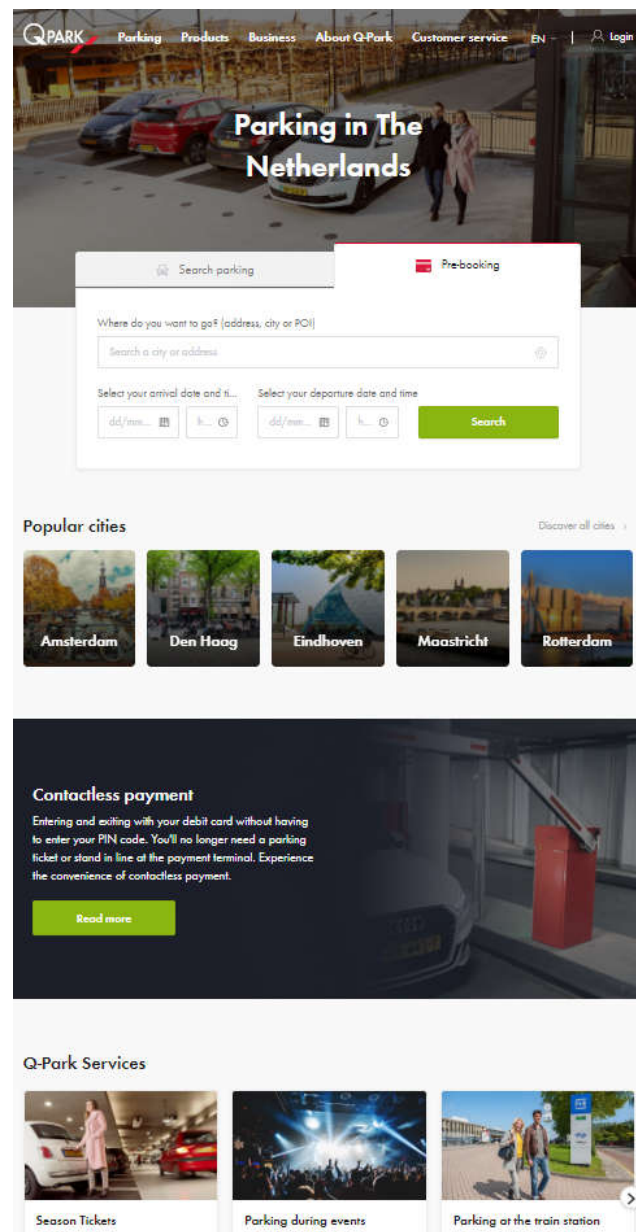 Q PARK Parking Products Business About Q-Park Customer service EN | Login
Parking in The
Netherlands
Search parking Pre-booking
Where do you want to go? (address, city or POI)
Search a city or address
Select your arrival date and ti... Select your departure date and time
dd/mm... h... dd/mm... h... Search
Popular cities Discover all cities
Amsterdam Den Haag Eindhoven Maastricht Rotterdam
Contactless payment
Entering and exiting with your debit card without having
to enter your PIN code. You'll no longer need a parking
ticket or stand in line at the payment terminal. Experience
the convenience of contactless payment.
Read more
Q-Park Services
Season Tickets Parking during events Parking at the train station